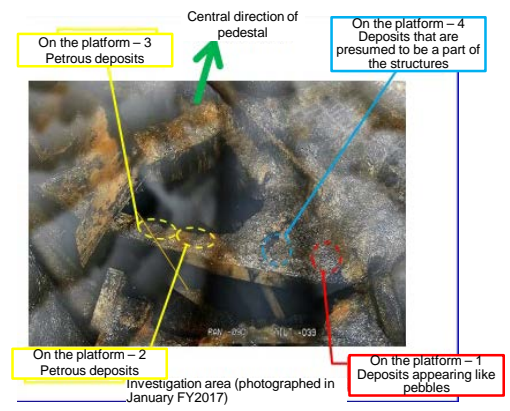 Central direction of
pedestal
On the platform – 3
Petrous deposits
On the platform – 4
Deposits that are
presumed to be a part of
the structures
On the platform – 2
Petrous deposits
On the platform – 1
Deposits appearing like
pebbles
Investigation area (photographed in
January FY2017)